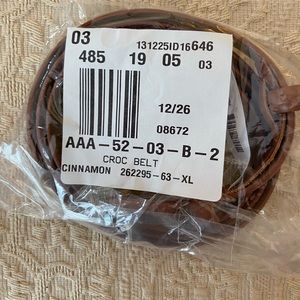 03 131225ID16646
485 19 05 03
12/26
08672
AAA-52-03-B-2
CROC BELT
CINNAMON 262295-63-XL